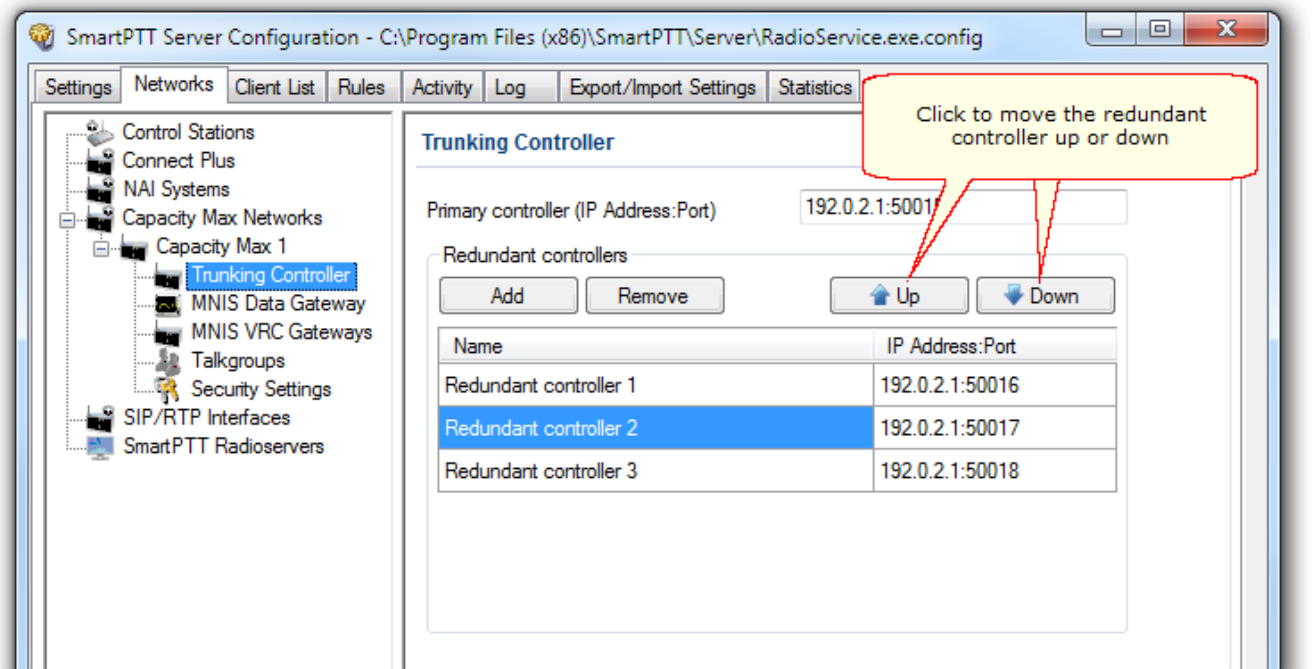 SmartPTT Server Configuration - C:\Program Files (x86)\SmartPTT\Server\RadioService.exe.config
X
Settings Networks Client List Rules Activity Log Export/Import Settings Statistics
Click to move the redundant
controller up or down
Control Stations
Connect Plus
NAI Systems
Capacity Max Networks
Capacity Max 1
Trunking Controller
MNIS Data Gateway
MNIS VRC Gateways
Talkgroups
Security Settings
SIP/RTP Interfaces
SmartPTT Radioservers
Trunking Controller
Primary controller (IP Address:Port) 192.0.2.1:50015
Redundant controllers
Add Remove Up Down
Name IP Address:Port
Redundant controller 1 192.0.2.1:50016
Redundant controller 2 192.0.2.1:50017
Redundant controller 3 192.0.2.1:50018